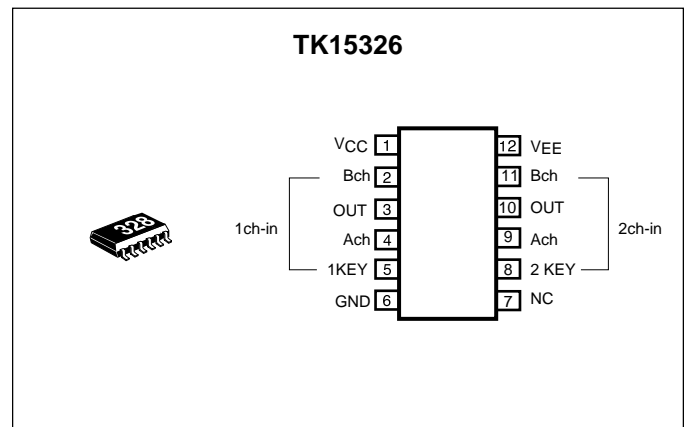 TK15326
328
VCC 1
Bch 2
OUT 3
Ach 4
1KEY 5
GND 6
1ch-in
12 VEE
11 Bch
10 OUT
9 Ach
8 2 KEY
7 NC
2ch-in